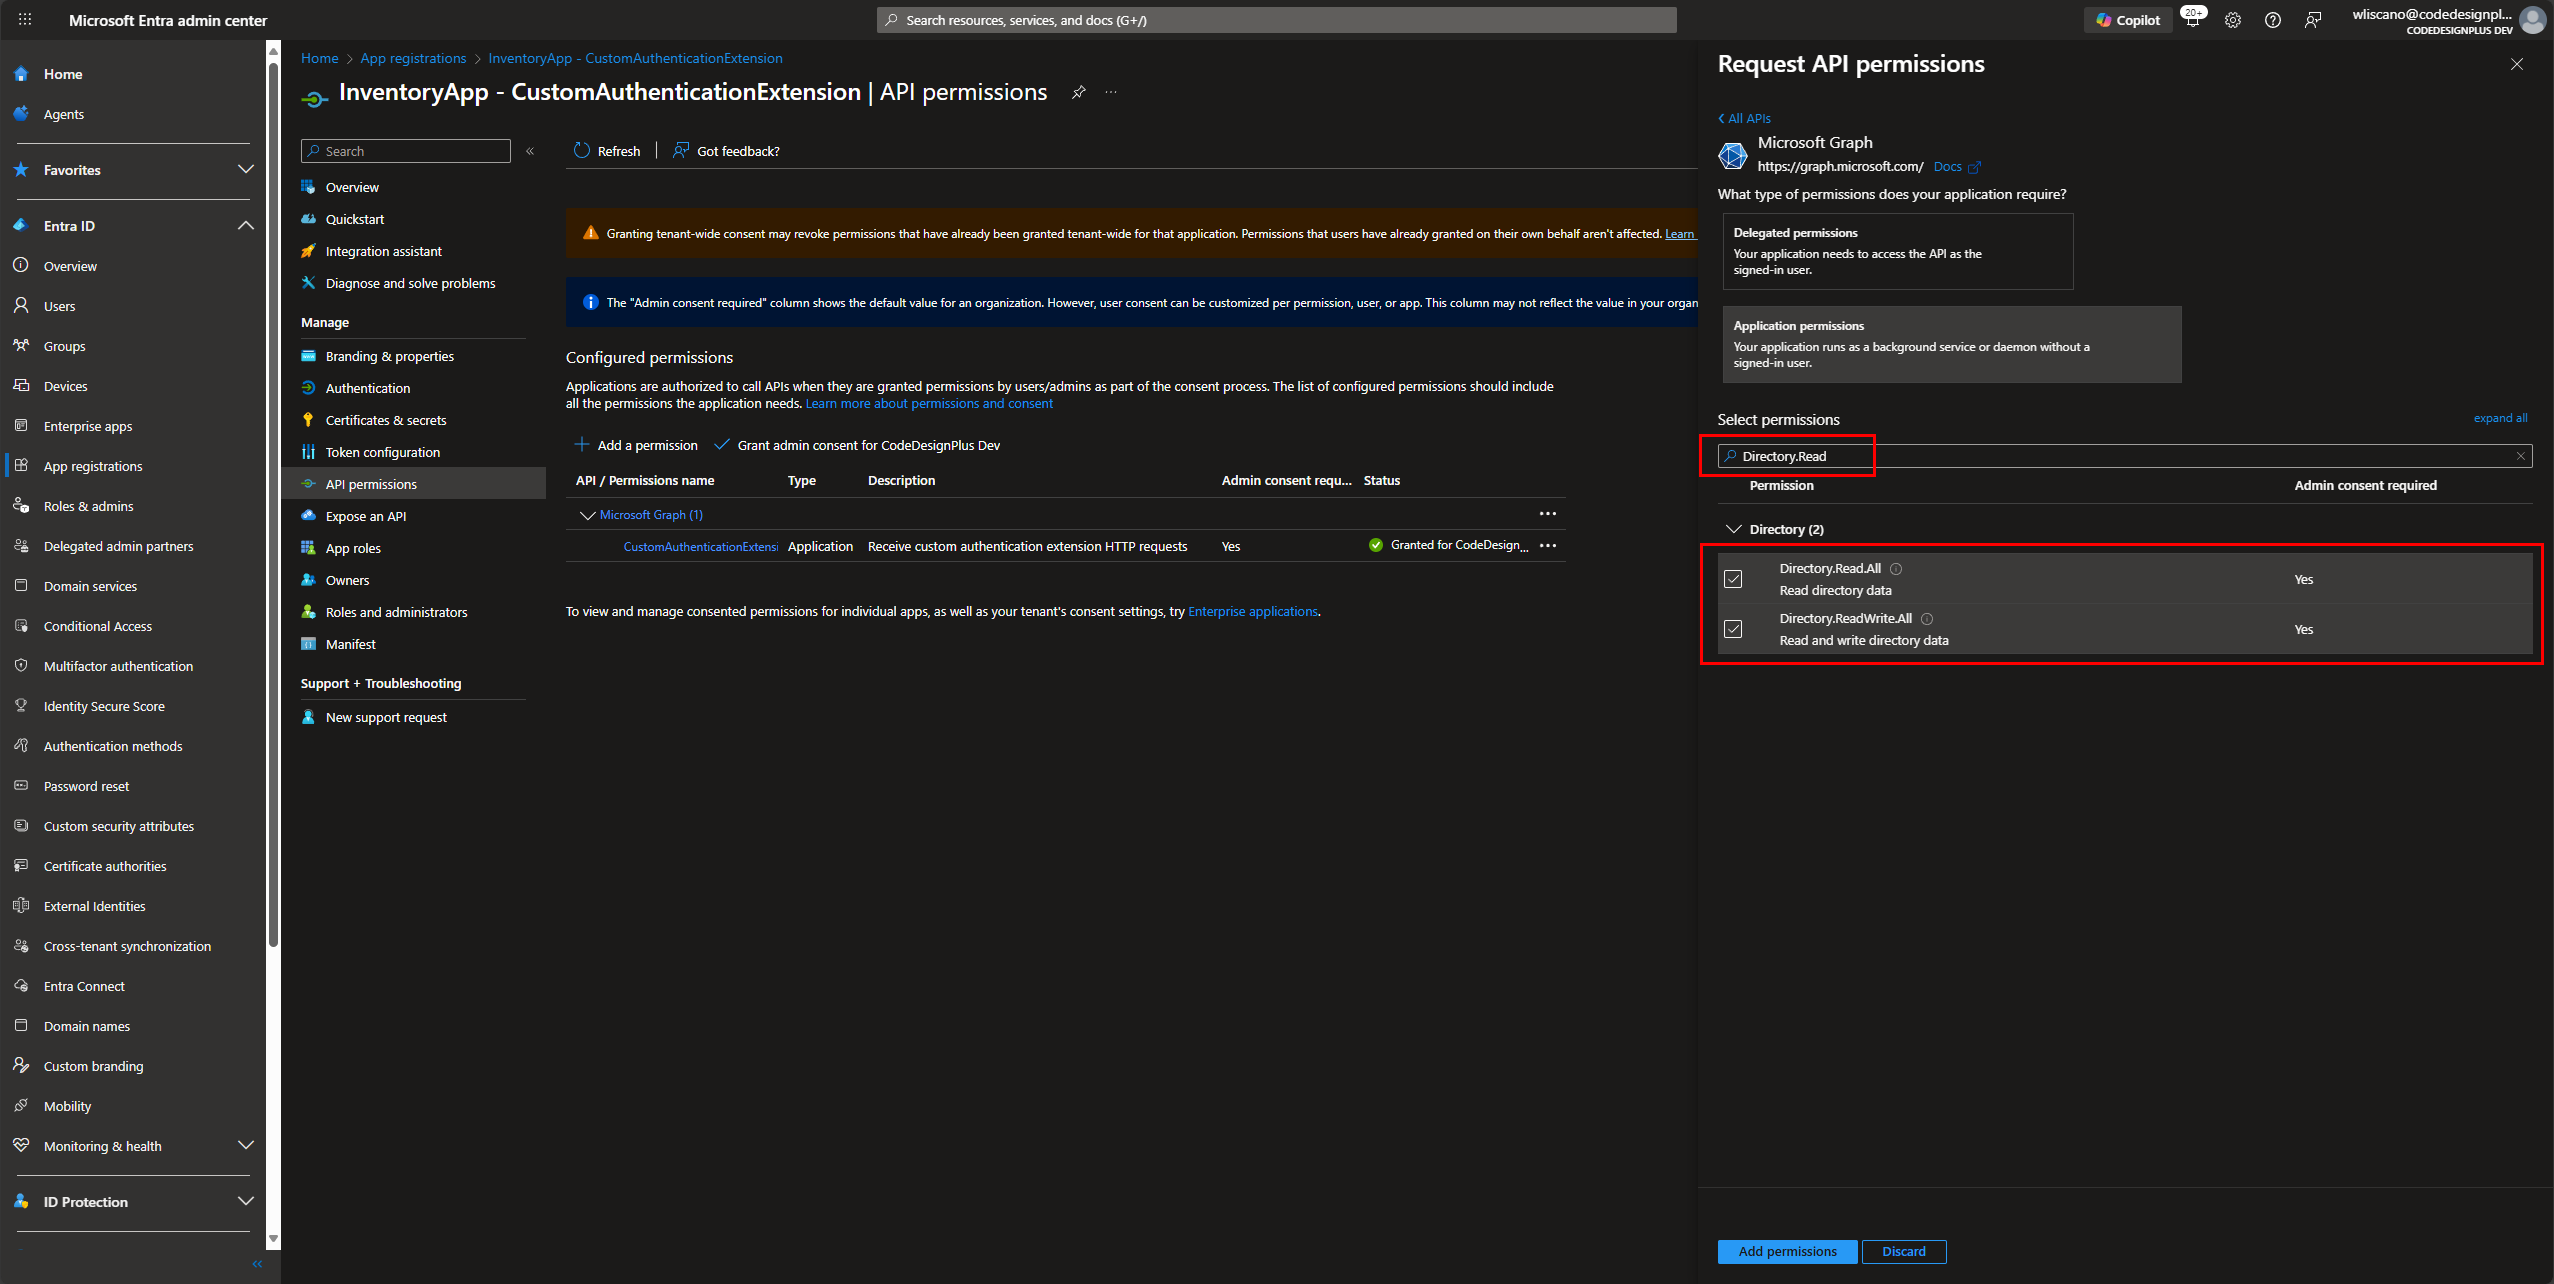 Microsoft Entra admin center
Search resources, services, and docs (G+/)
Copilot
20+
wliscano@codedesignpl...
CODEDESIGNPLUS DEV
Home
Agents
Favorites
Entra ID
Overview
Users
Groups
Devices
Enterprise apps
App registrations
Roles & admins
Delegated admin partners
Domain services
Conditional Access
Multifactor authentication
Identity Secure Score
Authentication methods
Password reset
Custom security attributes
Certificate authorities
External Identities
Cross-tenant synchronization
Entra Connect
Domain names
Custom branding
Mobility
Monitoring & health
ID Protection
Home > App registrations > InventoryApp - CustomAuthenticationExtension
InventoryApp - CustomAuthenticationExtension | API permissions
Search
Overview
Quickstart
Integration assistant
Diagnose and solve problems
Manage
Branding & properties
Authentication
Certificates & secrets
Token configuration
API permissions
Expose an API
App roles
Owners
Roles and administrators
Manifest
Support + Troubleshooting
New support request
Refresh
Got feedback?
Granting tenant-wide consent may revoke permissions that have already been granted tenant-wide for that application. Permissions that users have already granted on their own behalf aren't affected. Learn
The "Admin consent required" column shows the default value for an organization. However, user consent can be customized per permission, user, or app. This column may not reflect the value in your organ
Configured permissions
Applications are authorized to call APIs when they are granted permissions by users/admins as part of the consent process. The list of configured permissions should include
all the permissions the application needs. Learn more about permissions and consent
Add a permission
Grant admin consent for CodeDesignPlus Dev
API / Permissions name Type Description Admin consent requ... Status
Microsoft Graph (1)
CustomAuthenticationExtensi Application Receive custom authentication extension HTTP requests Yes Granted for CodeDesign...
To view and manage consented permissions for individual apps, as well as your tenant's consent settings, try Enterprise applications.
Request API permissions
All APIs
Microsoft Graph
https://graph.microsoft.com/ Docs
What type of permissions does your application require?
Delegated permissions
Your application needs to access the API as the
signed-in user.
Application permissions
Your application runs as a background service or daemon without a
signed-in user.
Select permissions
expand all
Directory.Read
Permission Admin consent required
Directory (2)
Directory.Read.All
Read directory data
Yes
Directory.ReadWrite.All
Read and write directory data
Yes
Add permissions
Discard